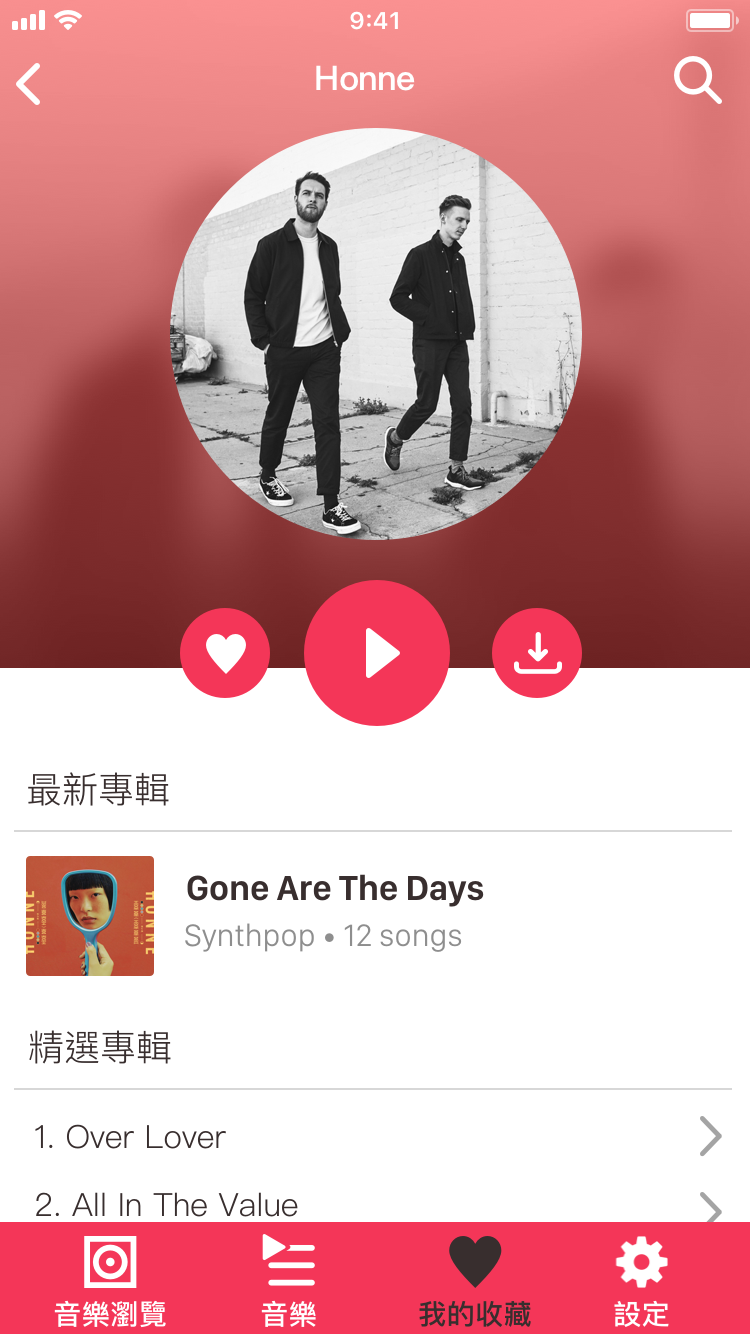 9:41
Honne
最新專輯
HONNE
HONNE
Gone Are The Days
Synthpop • 12 songs
精選專輯
1. Over Lover
2. All In The Value
音樂瀏覽
音樂
我的收藏
設定